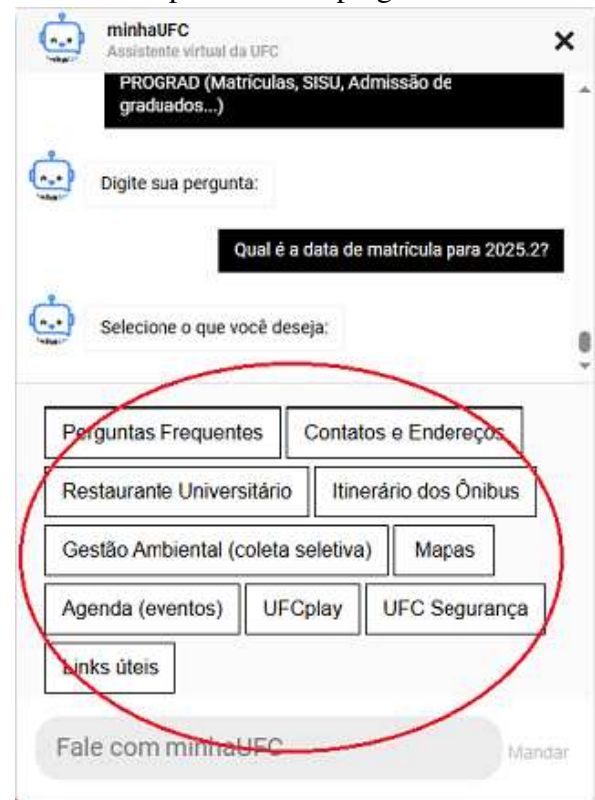 minhaUFC
Assistente virtual da UFC
PROGRAD (Matrículas, SISU, Admissão de
graduados...)
Digite sua pergunta:
Qual é a data de matrícula para 2025.2?
Selecione o que você deseja:
Perguntas Frequentes
Contatos e Endereços
Restaurante Universitário
Itinerário dos Ônibus
Gestão Ambiental (coleta seletiva)
Mapas
Agenda (eventos)
UFCplay
UFC Segurança
Links úteis
Fale com minhaUFC
Mandar